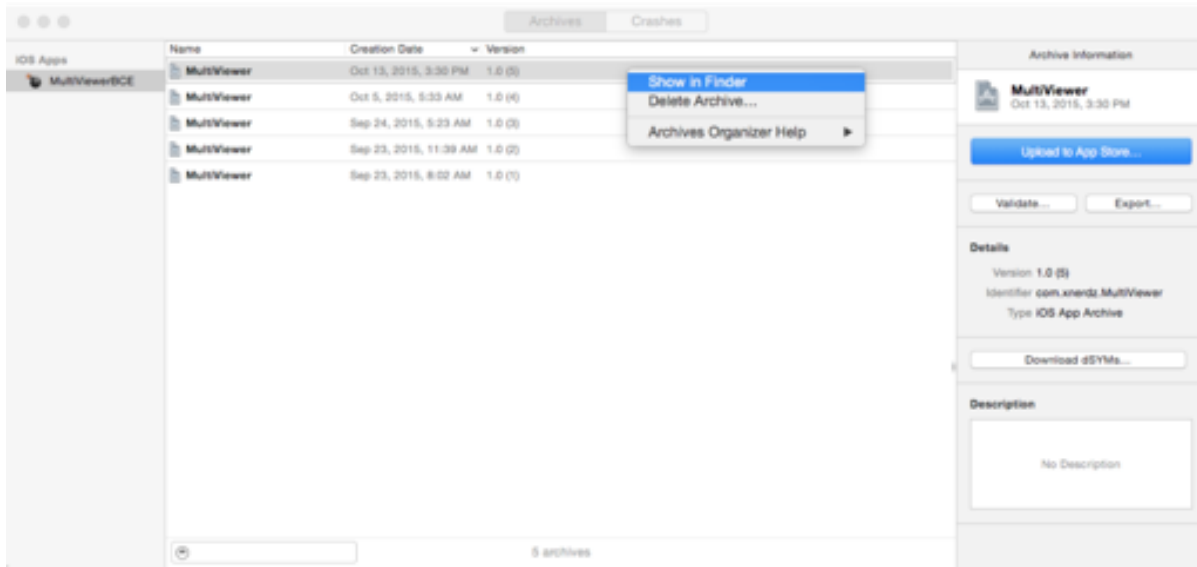 Archives Crashes
iOS Apps
MultiViewerBCE
Name Creation Date Version
MultiViewer Oct 13, 2015, 3:30 PM 1.0 (5)
MultiViewer Oct 5, 2015, 5:33 AM 1.0 (4)
MultiViewer Sep 24, 2015, 5:23 AM 1.0 (3)
MultiViewer Sep 23, 2015, 11:39 AM 1.0 (2)
MultiViewer Sep 23, 2015, 8:02 AM 1.0 (1)
Show in Finder
Delete Archive...
Archives Organizer Help
5 archives
Archive Information
MultiViewer
Oct 13, 2015, 3:30 PM
Upload to App Store...
Validate... Export...
Details
Version 1.0 (5)
Identifier com.xnerdz.MultiViewer
Type iOS App Archive
Download dSYMs...
Description
No Description